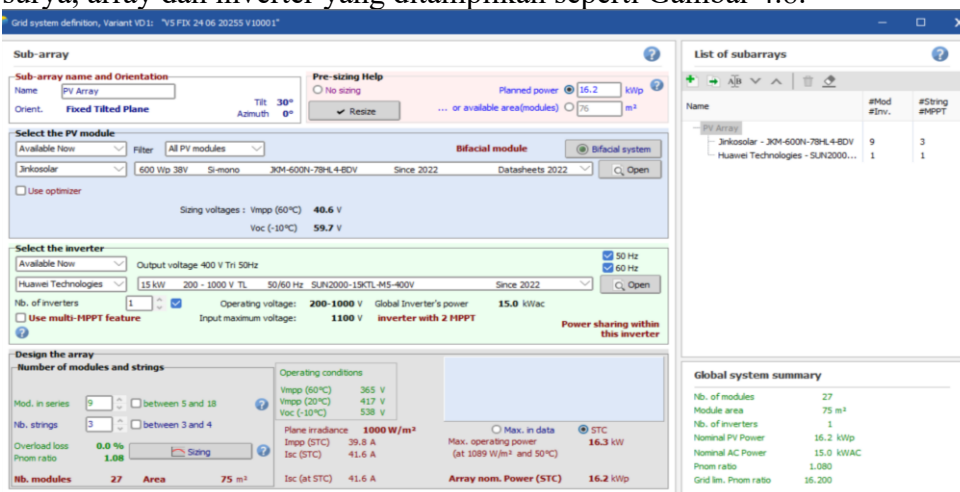 surya, array dan inverter yang ditampilkan seperti Gambar 4.8.
Grid system definition, Variant VD1: "V5 FIX 24 06 20255 V10001"
Sub-array
Sub-array name and Orientation
Name PV Array
Orient. Fixed Tilted Plane
Tilt 30°
Azimuth 0°
Pre-sizing Help
No sizing
Planned power 16.2 kWp
Resize
... or available area(modules) 76 m²
Select the PV module
Available Now Filter All PV modules
Bifacial module
Bifacial system
Jinkosolar 600 Wp 38V Si-mono JKM-600N-78HL4-BDV Since 2022 Datasheets 2022 Open
Use optimizer
Sizing voltages : Vmpp (60°C) 40.6 V
Voc (-10°C) 59.7 V
Select the inverter
Available Now Output voltage 400 V Tri 50Hz
50 Hz
60 Hz
Huawei Technologies 15 kW 200 - 1000 V TL 50/60 Hz SUN2000-15KTL-M5-400V Since 2022 Open
Nb. of inverters 1 Operating voltage: 200-1000 V Global Inverter's power 15.0 kWac
Use multi-MPPT feature Input maximum voltage: 1100 V inverter with 2 MPPT
Power sharing within
this inverter
Design the array
Number of modules and strings
Mod. in series 9 between 5 and 18
Nb. strings 3 between 3 and 4
Overload loss 0.0 %
Pnom ratio 1.08
Sizing
Nb. modules 27 Area 75 m²
Operating conditions
Vmpp (60°C) 365 V
Vmpp (20°C) 417 V
Voc (-10°C) 538 V
Plane irradiance 1000 W/m²
Impp (STC) 39.8 A
Isc (STC) 41.6 A
Isc (at STC) 41.6 A
Max. in data STC
Max. operating power 16.3 kW
(at 1089 W/m² and 50°C)
Array nom. Power (STC) 16.2 kWp
List of subarrays
Name #Mod #String
#Inv. #MPPT
PV Array
Jinkosolar - JKM-600N-78HL4-BDV 9 3
Huawei Technologies - SUN2000... 1 1
Global system summary
Nb. of modules 27
Module area 75 m²
Nb. of inverters 1
Nominal PV Power 16.2 kWp
Nominal AC Power 15.0 kWAC
Pnom ratio 1.080
Grid lim. Pnom ratio 16.200